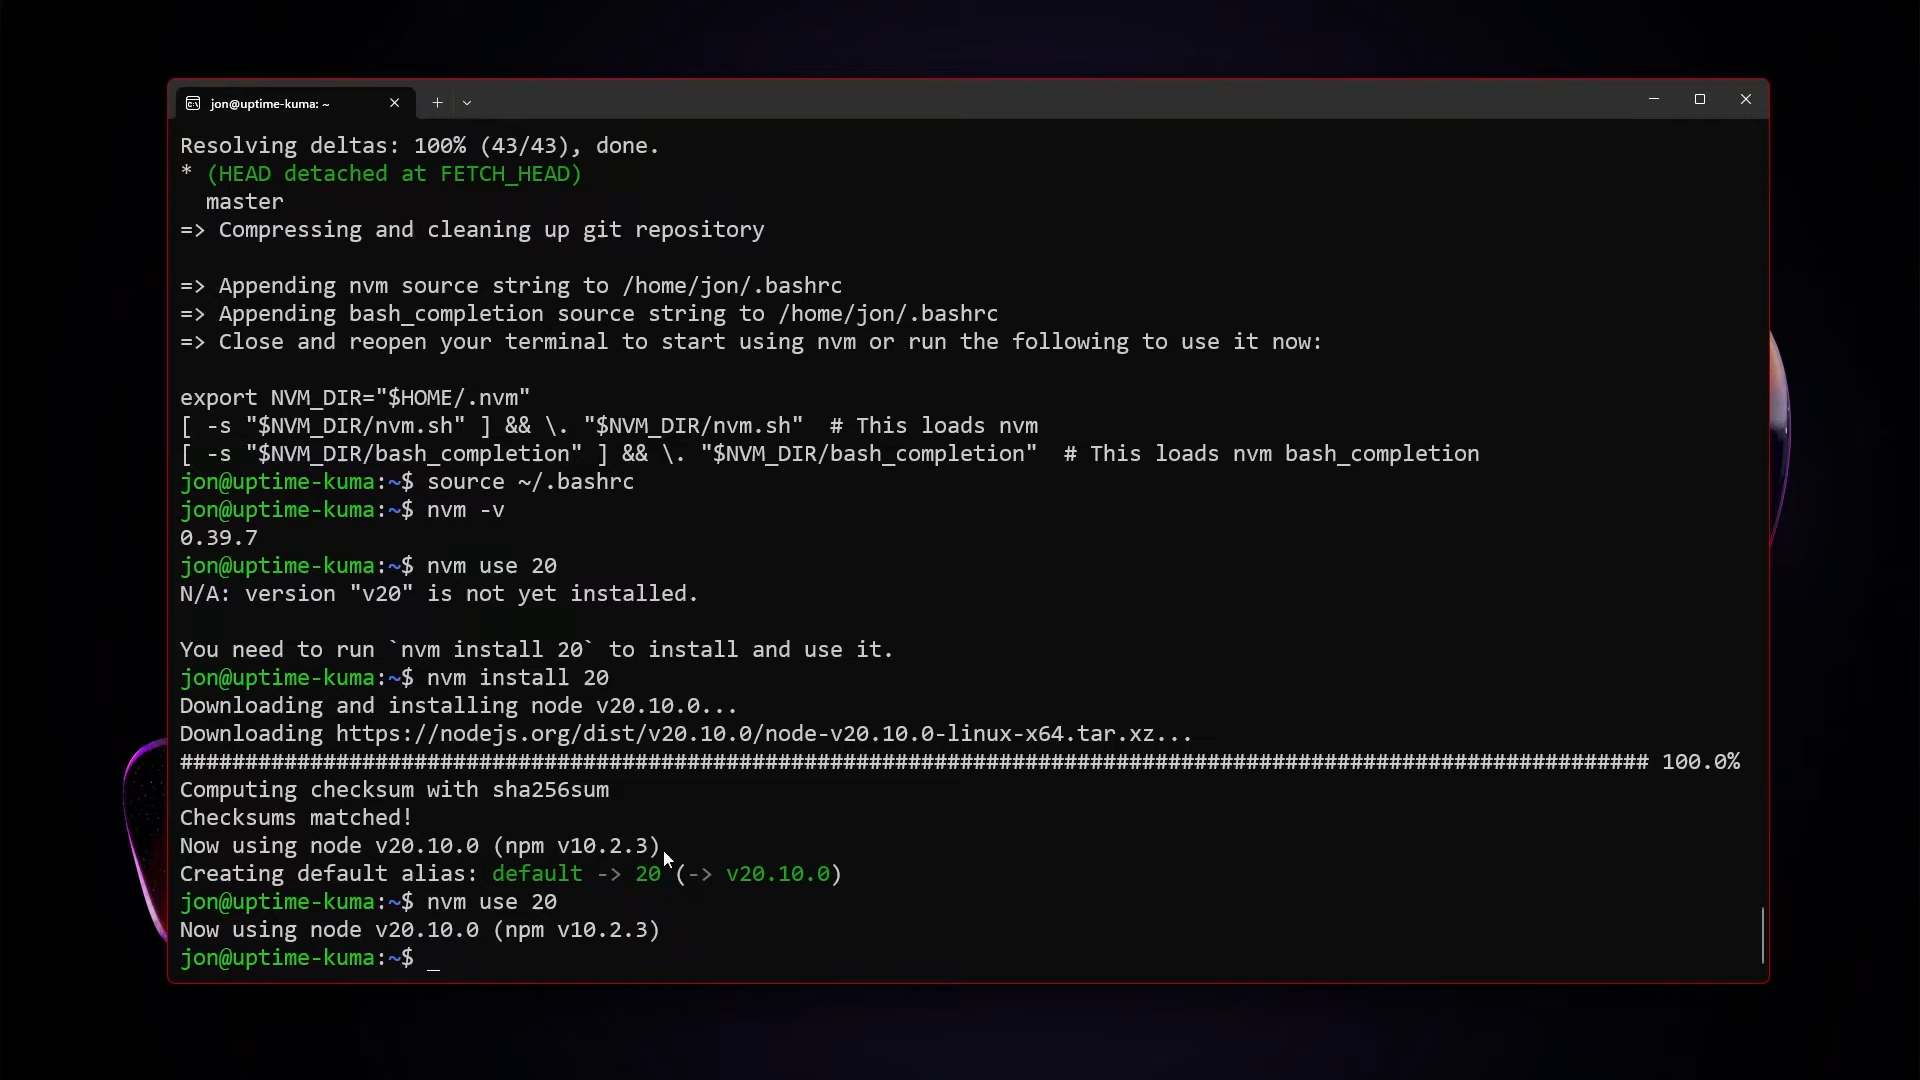 jon@uptime-kuma: ~
Resolving deltas: 100% (43/43), done.
* (HEAD detached at FETCH_HEAD)
  master
=> Compressing and cleaning up git repository

=> Appending nvm source string to /home/jon/.bashrc
=> Appending bash_completion source string to /home/jon/.bashrc
=> Close and reopen your terminal to start using nvm or run the following to use it now:

export NVM_DIR="$HOME/.nvm"
[ -s "$NVM_DIR/nvm.sh" ] && \. "$NVM_DIR/nvm.sh"  # This loads nvm
[ -s "$NVM_DIR/bash_completion" ] && \. "$NVM_DIR/bash_completion"  # This loads nvm bash_completion
jon@uptime-kuma:~$ source ~/.bashrc
jon@uptime-kuma:~$ nvm -v
0.39.7
jon@uptime-kuma:~$ nvm use 20
N/A: version "v20" is not yet installed.

You need to run `nvm install 20` to install and use it.
jon@uptime-kuma:~$ nvm install 20
Downloading and installing node v20.10.0...
Downloading https://nodejs.org/dist/v20.10.0/node-v20.10.0-linux-x64.tar.xz...
################################################################################################################# 100.0%
Computing checksum with sha256sum
Checksums matched!
Now using node v20.10.0 (npm v10.2.3)
Creating default alias: default -> 20 (-> v20.10.0)
jon@uptime-kuma:~$ nvm use 20
Now using node v20.10.0 (npm v10.2.3)
jon@uptime-kuma:~$ _